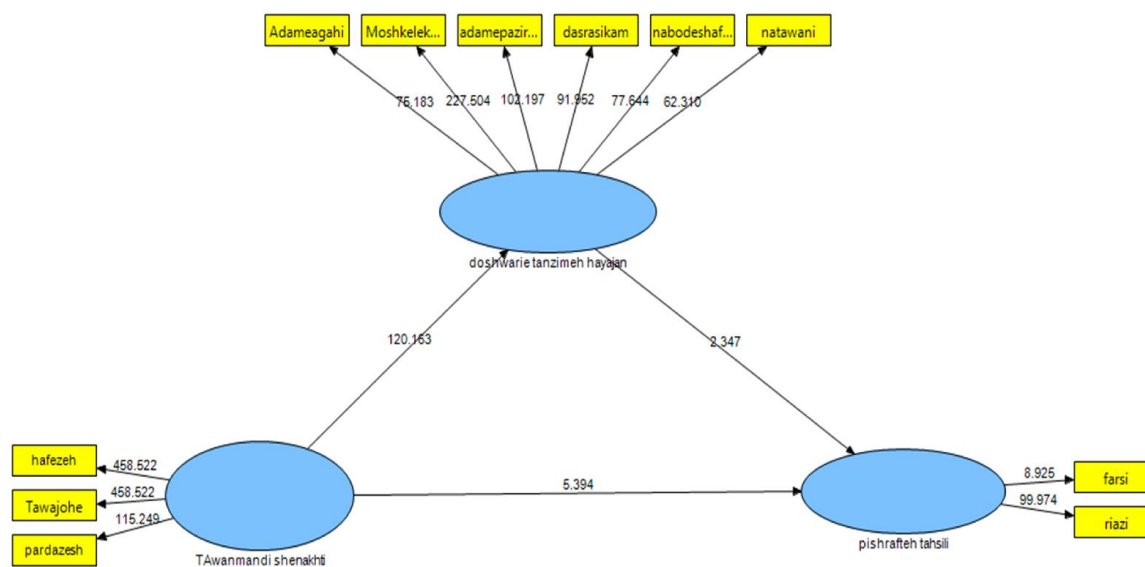 Adameagahi
Moshkelek...
adamepazir...
dasrasikam
nabodeshaf...
natawani
75.183
227.504
102.197
91.952
77.644
62.310
doshwarie tanzimeh hayajan
120.153
2.347
hafezeh
458.522
Tawajohe
458.522
pardazesh
115.249
TAwanmandi shenakhti
5.394
8.925
farsi
99.974
riazi
pishrafteh tahsili